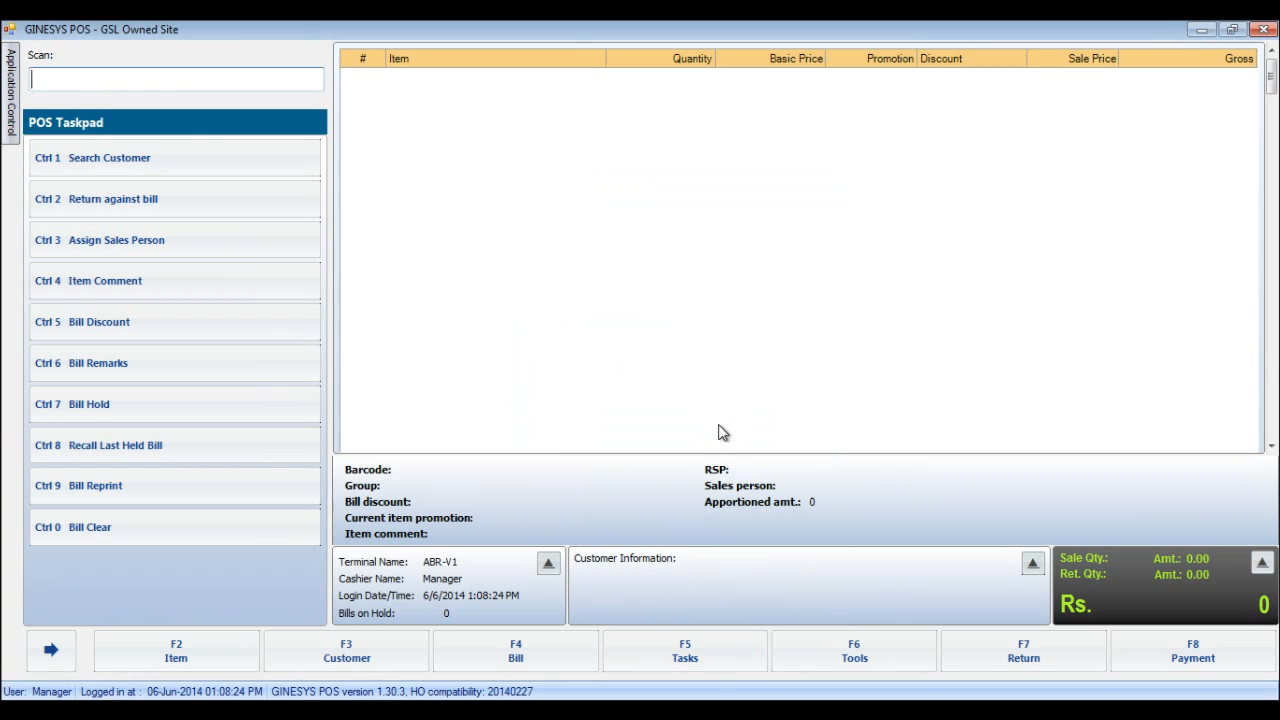 GINESYS POS - GSL Owned Site
Application Control
Scan:
POS Taskpad
Ctrl 1 Search Customer
Ctrl 2 Return against bill
Ctrl 3 Assign Sales Person
Ctrl 4 Item Comment
Ctrl 5 Bill Discount
Ctrl 6 Bill Remarks
Ctrl 7 Bill Hold
Ctrl 8 Recall Last Held Bill
Ctrl 9 Bill Reprint
Ctrl 0 Bill Clear
# Item Quantity Basic Price Promotion Discount Sale Price Gross
Barcode: RSP:
Group: Sales person:
Bill discount: Apportioned amt.: 0
Current item promotion:
Item comment:
Terminal Name: ABR-V1
Cashier Name: Manager
Login Date/Time: 6/6/2014 1:08:24 PM
Bills on Hold: 0
Customer Information:
Sale Qty.: Amt.: 0.00
Ret. Qty.: Amt.: 0.00
Rs. 0
F2 Item
F3 Customer
F4 Bill
F5 Tasks
F6 Tools
F7 Return
F8 Payment
User: Manager Logged in at : 06-Jun-2014 01:08:24 PM GINESYS POS version 1.30.3, HO compatibility: 20140227